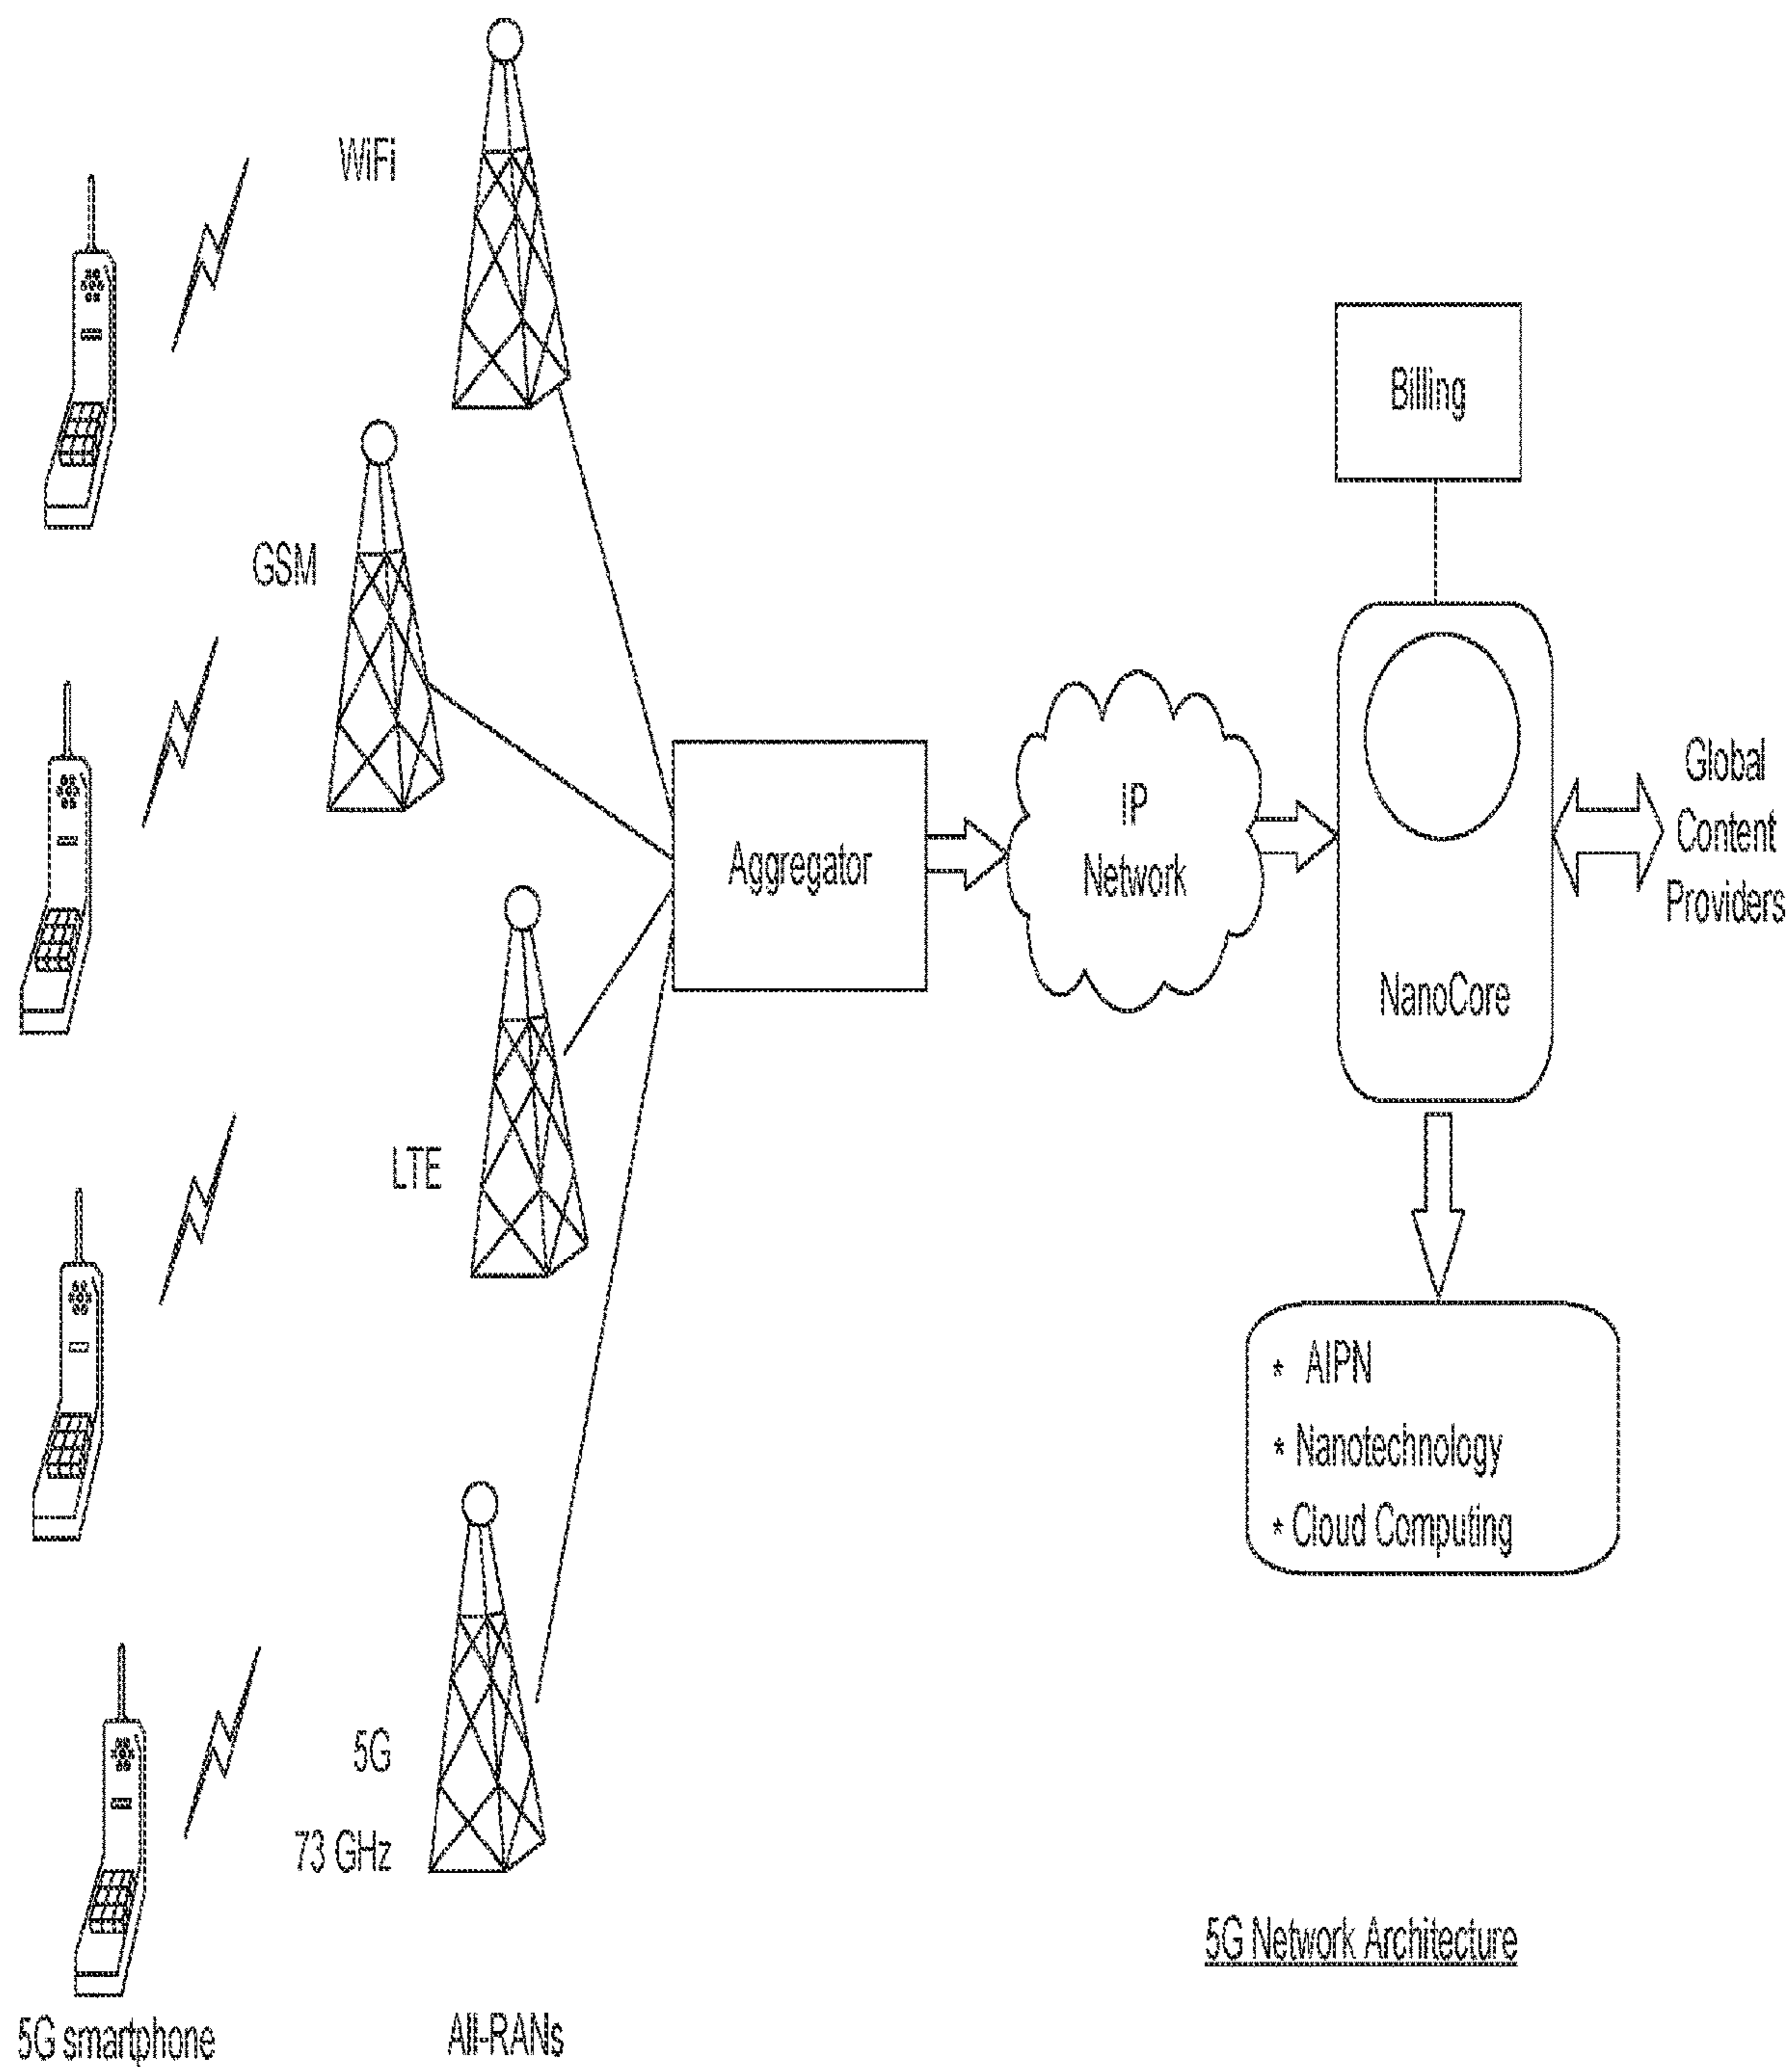 WiFi
GSM
LTE
5G
73 GHz
5G smartphone
All-RANs
Aggregator
IP
Network
Billing
NanoCore
Global
Content
Providers
* AIPN
* Nanotechnology
* Cloud Computing
5G Network Architecture